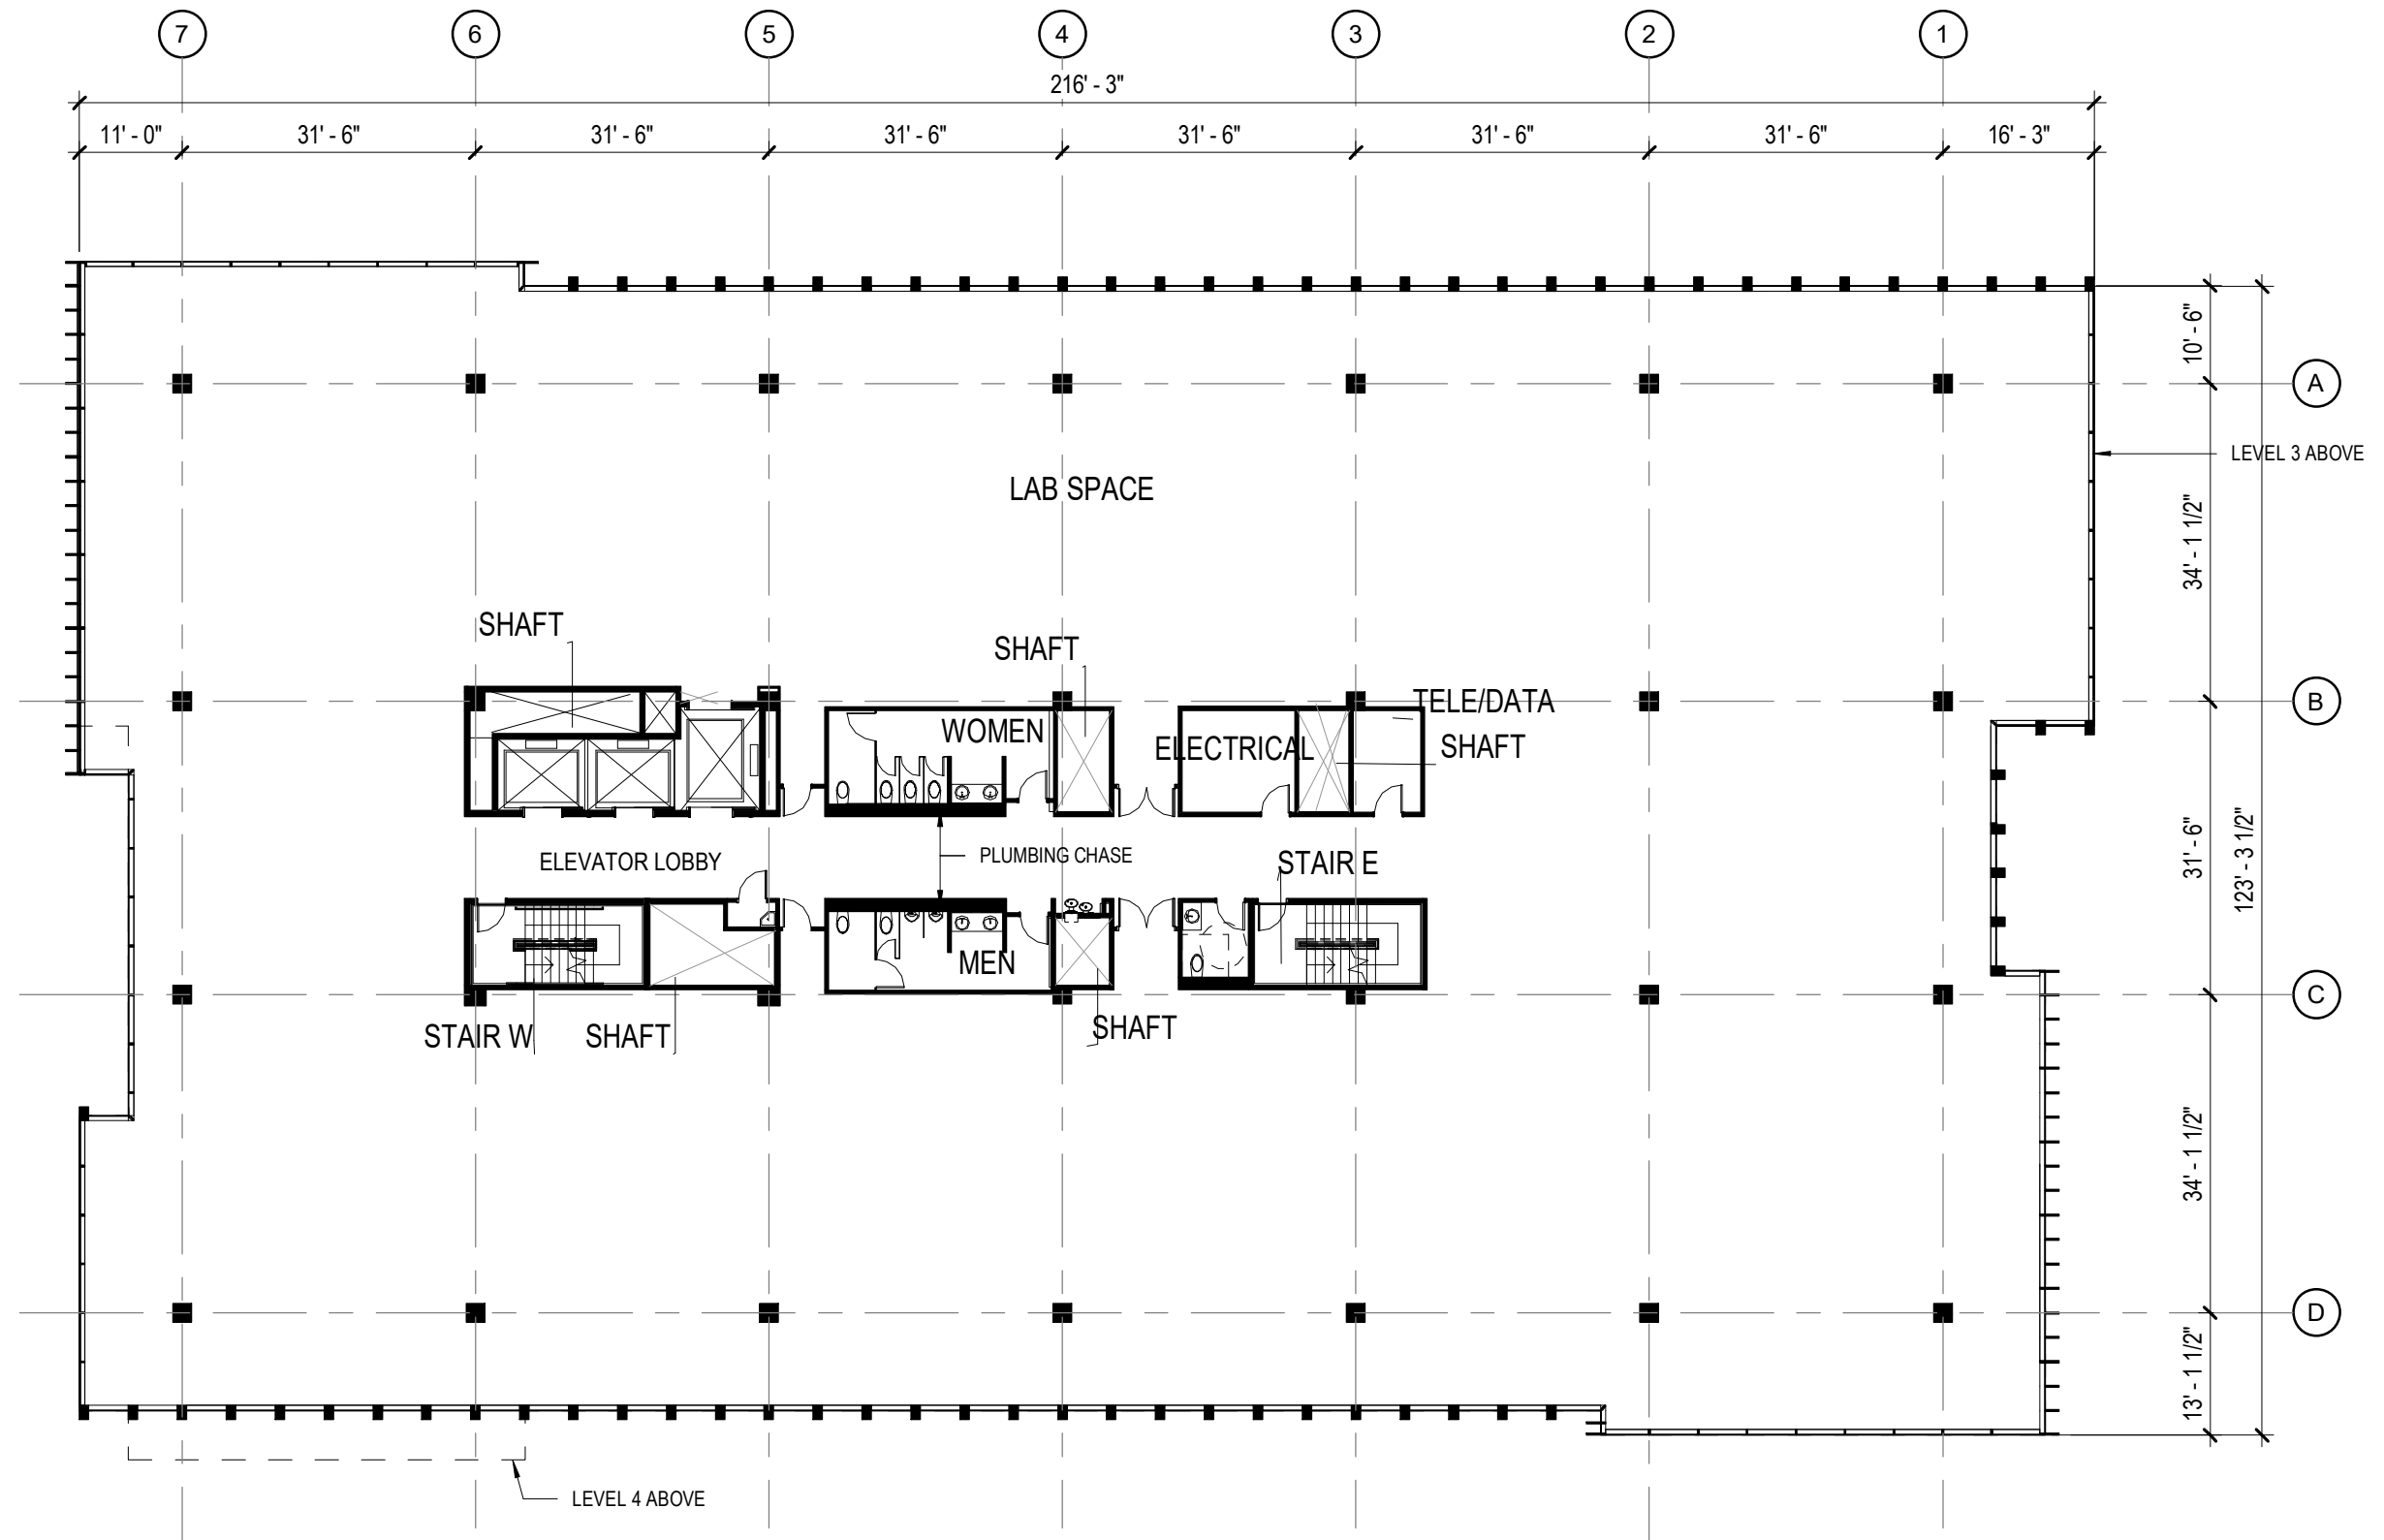 7 6 5 4 3 2 1
216' - 3"
11' - 0" 31' - 6" 31' - 6" 31' - 6" 31' - 6" 31' - 6" 31' - 6" 16' - 3"
10' - 6"
A
LEVEL 3 ABOVE
LAB SPACE
34' - 1 1/2"
SHAFT
SHAFT
B
TELE/DATA
WOMEN
ELECTRICAL
SHAFT
31' - 6"
123' - 3 1/2"
ELEVATOR LOBBY
PLUMBING CHASE
STAIR E
MEN
C
STAIR W
SHAFT
SHAFT
34' - 1 1/2"
D
13' - 1 1/2"
LEVEL 4 ABOVE